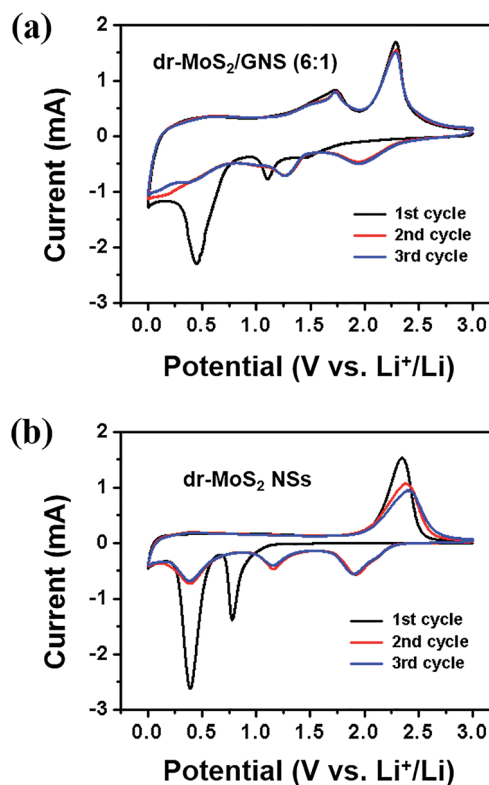 (a)
dr-MoS₂/GNS (6:1)
Current (mA)
2
1
0
-1
-2
-3
1st cycle
2nd cycle
3rd cycle
0.0 0.5 1.0 1.5 2.0 2.5 3.0
Potential (V vs. Li⁺/Li)
(b)
dr-MoS₂ NSs
Current (mA)
2
1
0
-1
-2
-3
1st cycle
2nd cycle
3rd cycle
0.0 0.5 1.0 1.5 2.0 2.5 3.0
Potential (V vs. Li⁺/Li)